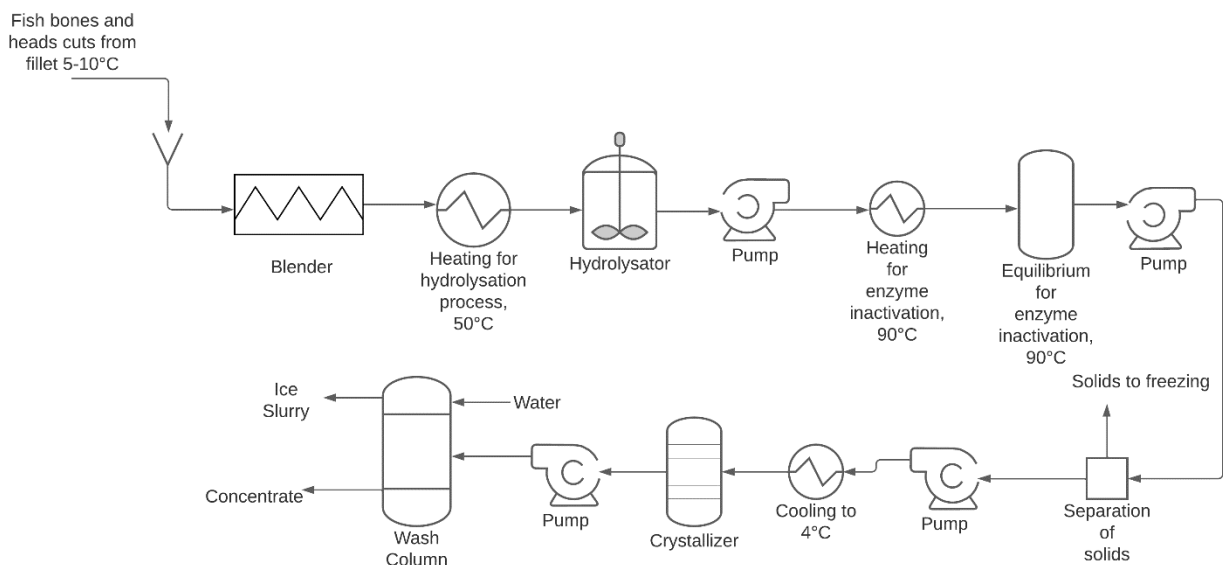 Fish bones and
heads cuts from
fillet 5-10°C
Blender
Heating for
hydrolysation
process,
50°C
Hydrolysator
Pump
Heating
for
enzyme
inactivation,
90°C
Equilibrium
for
enzyme
inactivation,
90°C
Pump
Solids to freezing
Separation
of
solids
Pump
Cooling to
4°C
Crystallizer
Pump
Water
Ice
Slurry
Concentrate
Wash
Column